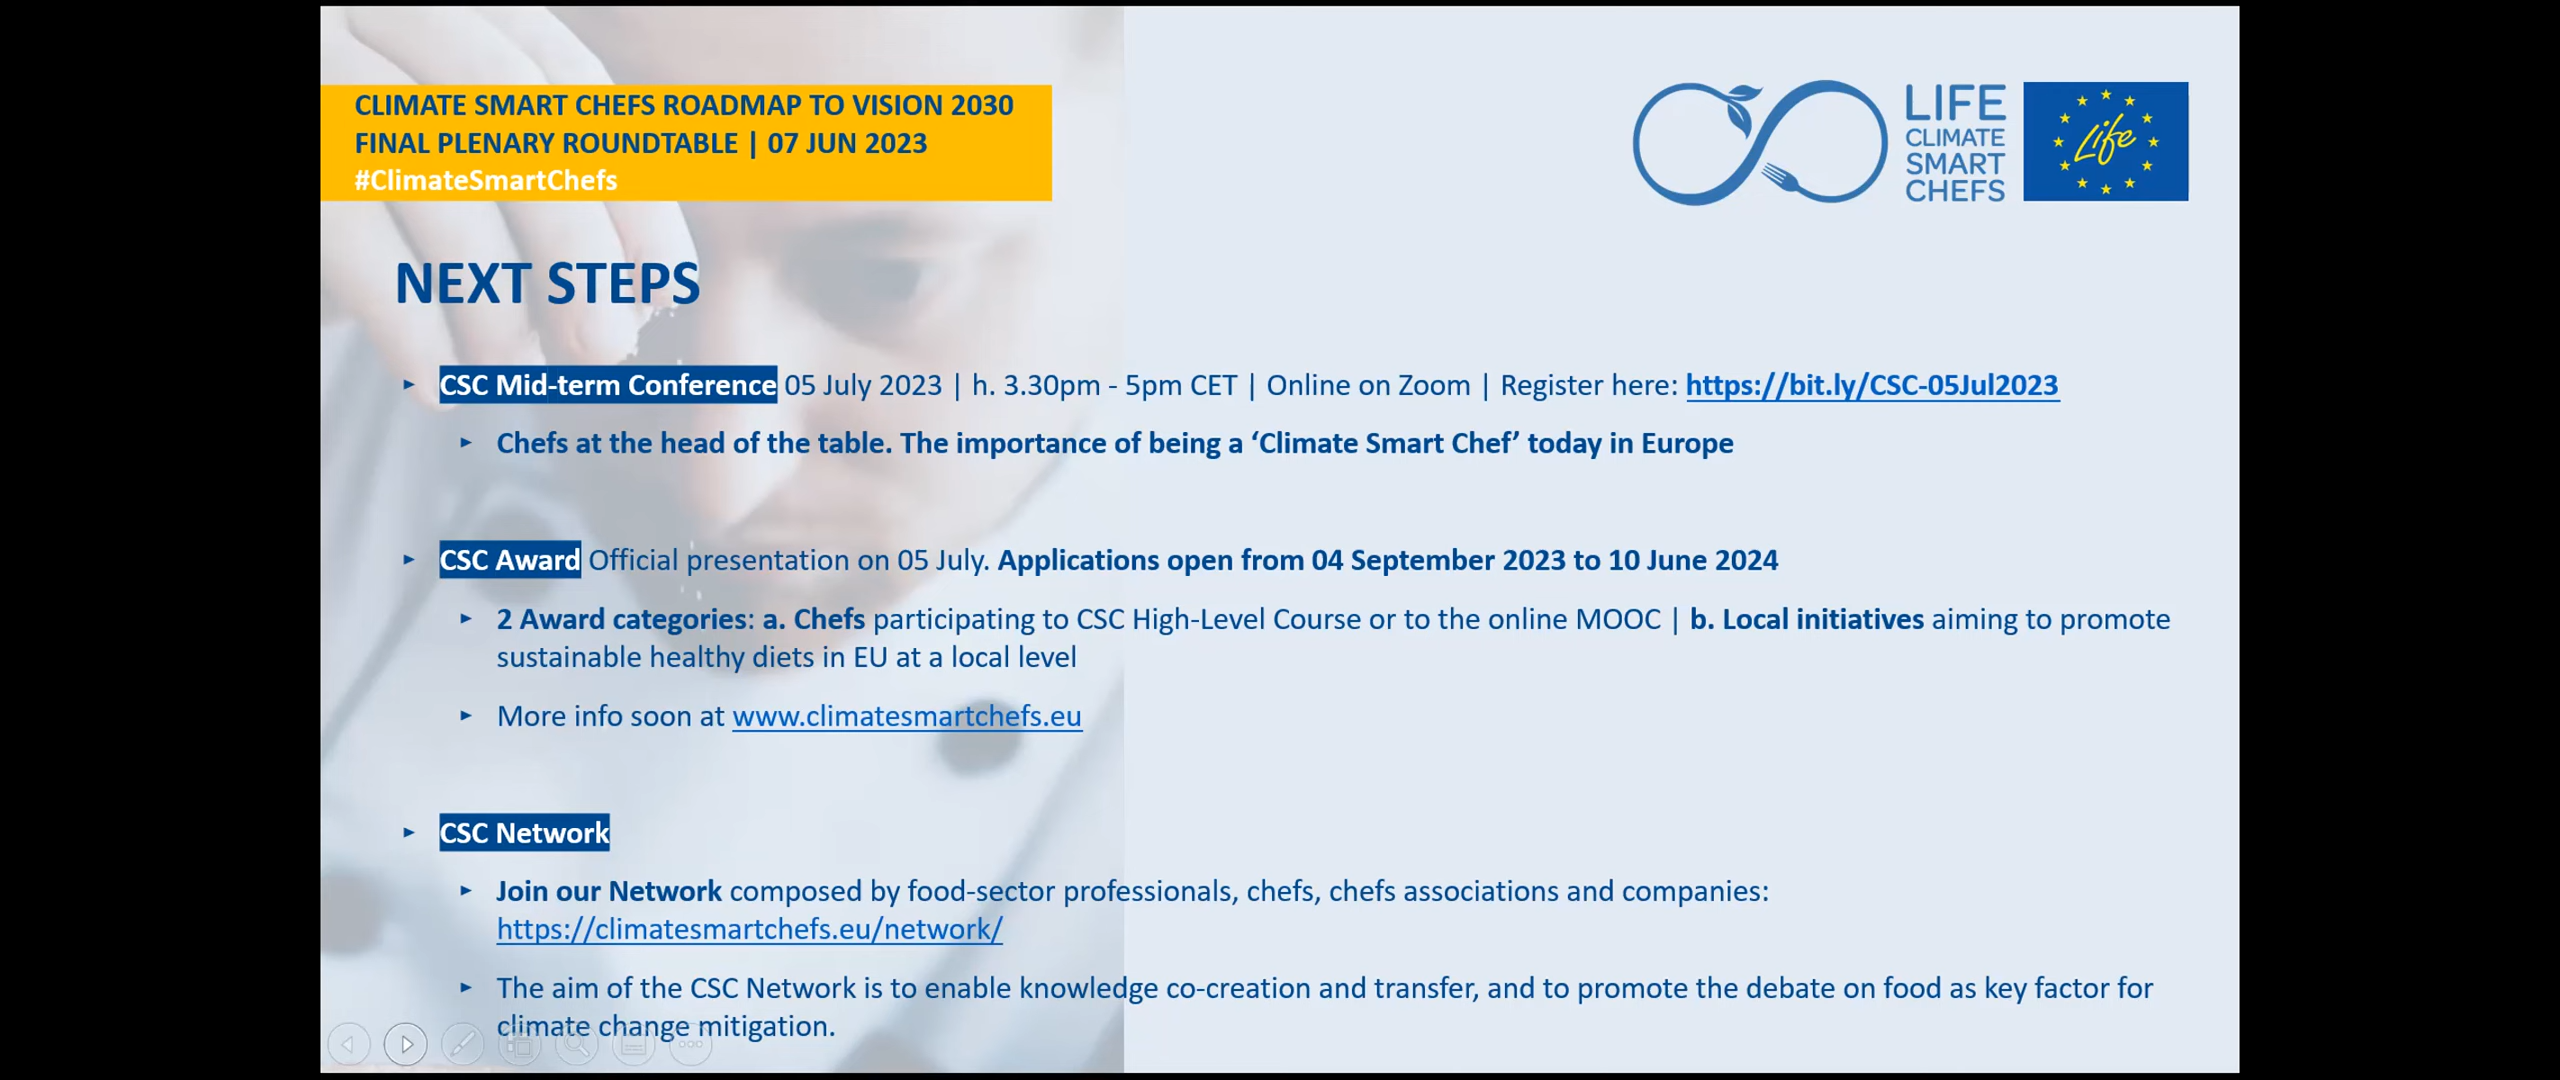 CLIMATE SMART CHEFS ROADMAP TO VISION 2030
FINAL PLENARY ROUNDTABLE | 07 JUN 2023
#ClimateSmartChefs
LIFE
CLIMATE
SMART
CHEFS
Life
NEXT STEPS
CSC Mid-term Conference 05 July 2023 | h. 3.30pm - 5pm CET | Online on Zoom | Register here: https://bit.ly/CSC-05Jul2023
Chefs at the head of the table. The importance of being a ‘Climate Smart Chef’ today in Europe
CSC Award Official presentation on 05 July. Applications open from 04 September 2023 to 10 June 2024
2 Award categories: a. Chefs participating to CSC High-Level Course or to the online MOOC | b. Local initiatives aiming to promote
sustainable healthy diets in EU at a local level
More info soon at www.climatesmartchefs.eu
CSC Network
Join our Network composed by food-sector professionals, chefs, chefs associations and companies:
https://climatesmartchefs.eu/network/
The aim of the CSC Network is to enable knowledge co-creation and transfer, and to promote the debate on food as key factor for
climate change mitigation.